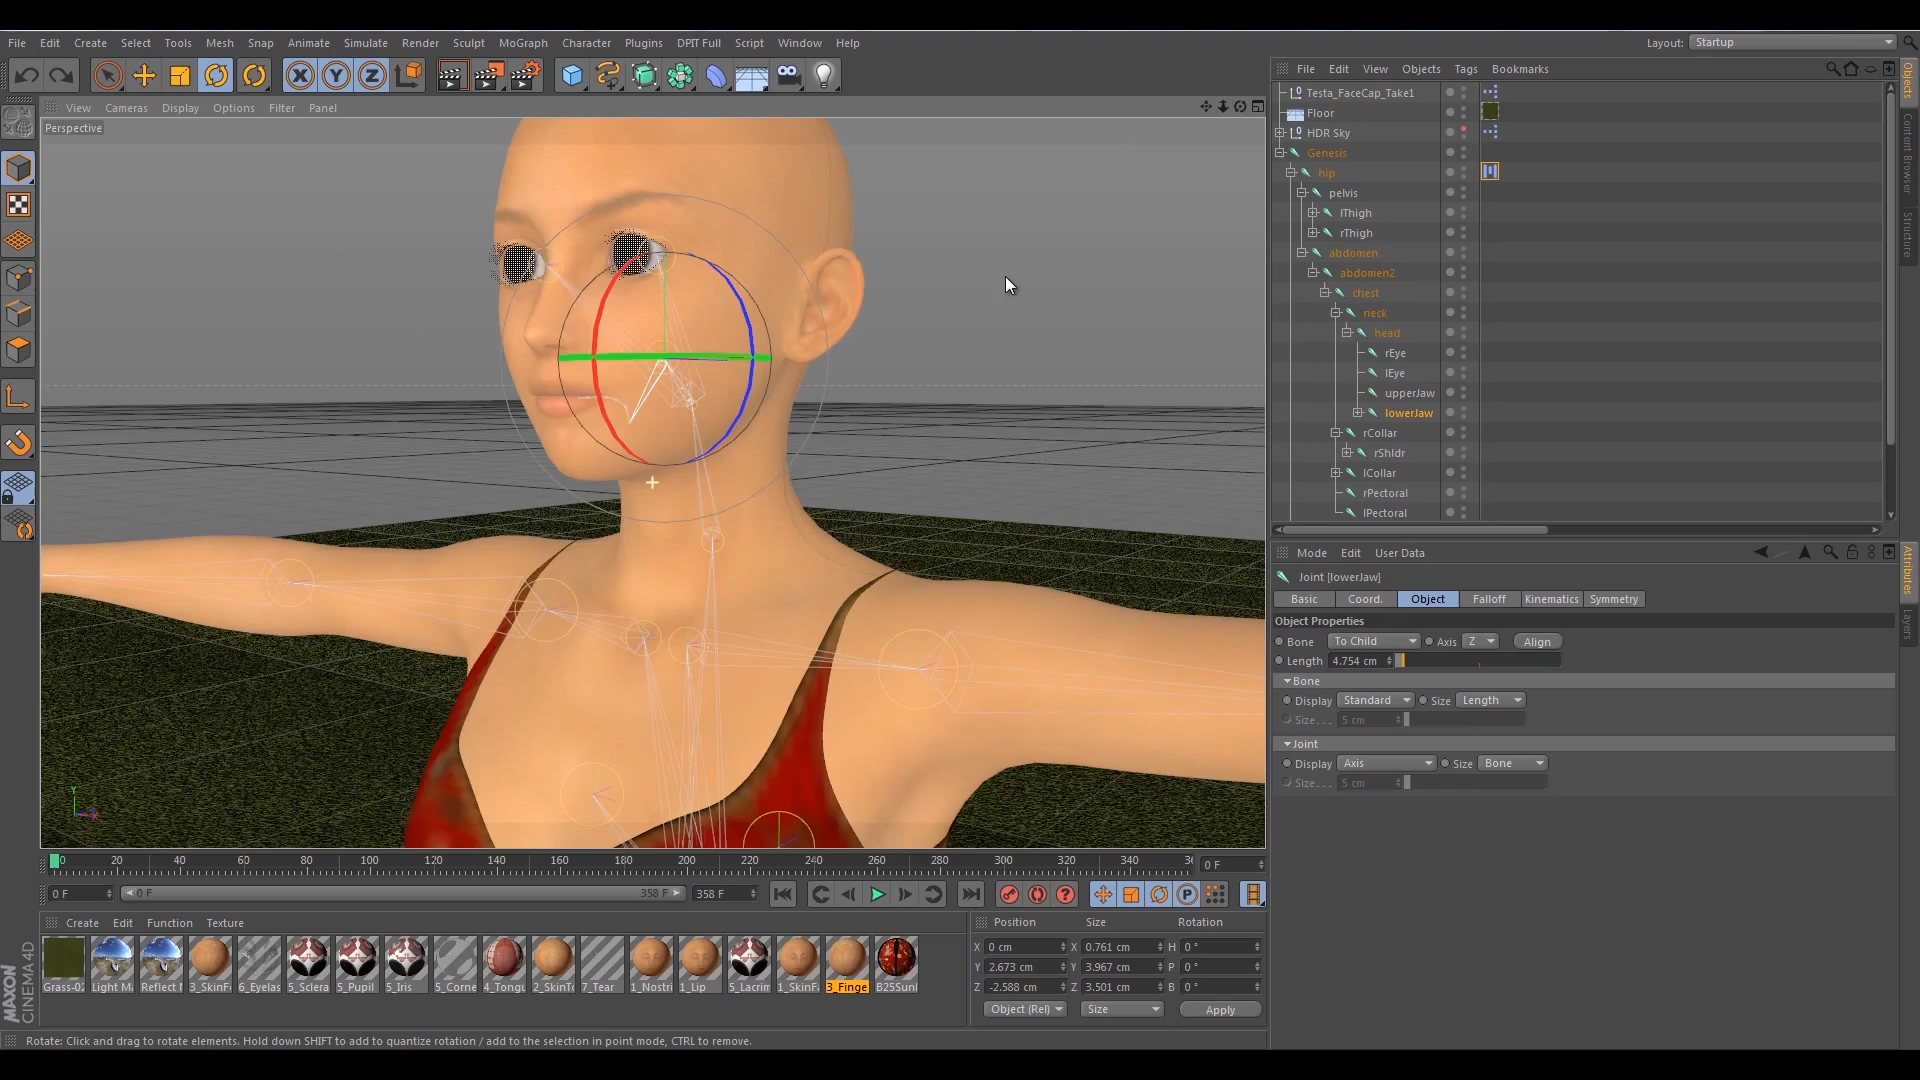 File Edit Create Select Tools Mesh Snap Animate Simulate Render Sculpt MoGraph Character Plugins DPIT Full Script Window Help
Layout: Startup
View Cameras Display Options Filter Panel
Perspective
File Edit View Objects Tags Bookmarks
Testa_FaceCap_Take1
Floor
HDR Sky
Genesis
hip
pelvis
lThigh
rThigh
abdomen
abdomen2
chest
neck
head
rEye
lEye
upperJaw
lowerJaw
rCollar
rShldr
lCollar
rPectoral
lPectoral
Objects
Content Browser
Structure
Mode Edit User Data
Joint [lowerJaw]
Basic Coord. Object Falloff Kinematics Symmetry
Object Properties
Bone To Child Axis Z Align
Length 4.754 cm
Bone
Display Standard Size Length
Size... 5 cm
Joint
Display Axis Size Bone
Size... 5 cm
Attributes
Layers
Y
X
0 20 40 60 80 100 120 140 160 180 200 220 240 260 280 300 320 340 36
0 F
0 F 0 F 358 F 358 F
Create Edit Function Texture
Grass-02 Light Ma Reflect M 3_SkinF 6_Eyelas 5_Sclera 5_Pupil 5_Iris 5_Corne 4_Tongu 2_SkinTo 7_Tear 1_Nostri 1_Lip 5_Lacrim 1_SkinFa 3_Finge B25Sunl
Position Size Rotation
X 0 cm X 0.761 cm H 0 °
Y 2.673 cm Y 3.967 cm P 0 °
Z -2.588 cm Z 3.501 cm B 0 °
Object (Rel) Size Apply
MAXON
CINEMA 4D
Rotate: Click and drag to rotate elements. Hold down SHIFT to add to quantize rotation / add to the selection in point mode, CTRL to remove.